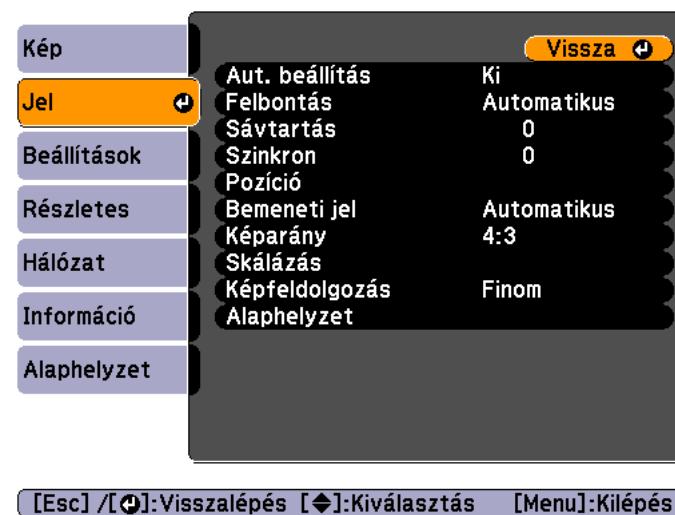 Kép
Jel
Beállítások
Részletes
Hálózat
Információ
Alaphelyzet
Vissza
Aut. beállítás Ki
Felbontás Automatikus
Sávtartás 0
Szinkron 0
Pozíció
Bemeneti jel Automatikus
Képarány 4:3
Skálázás
Képfeldolgozás Finom
Alaphelyzet
[Esc] /[⏎]:Visszalépés [◆]:Kiválasztás [Menu]:Kilépés